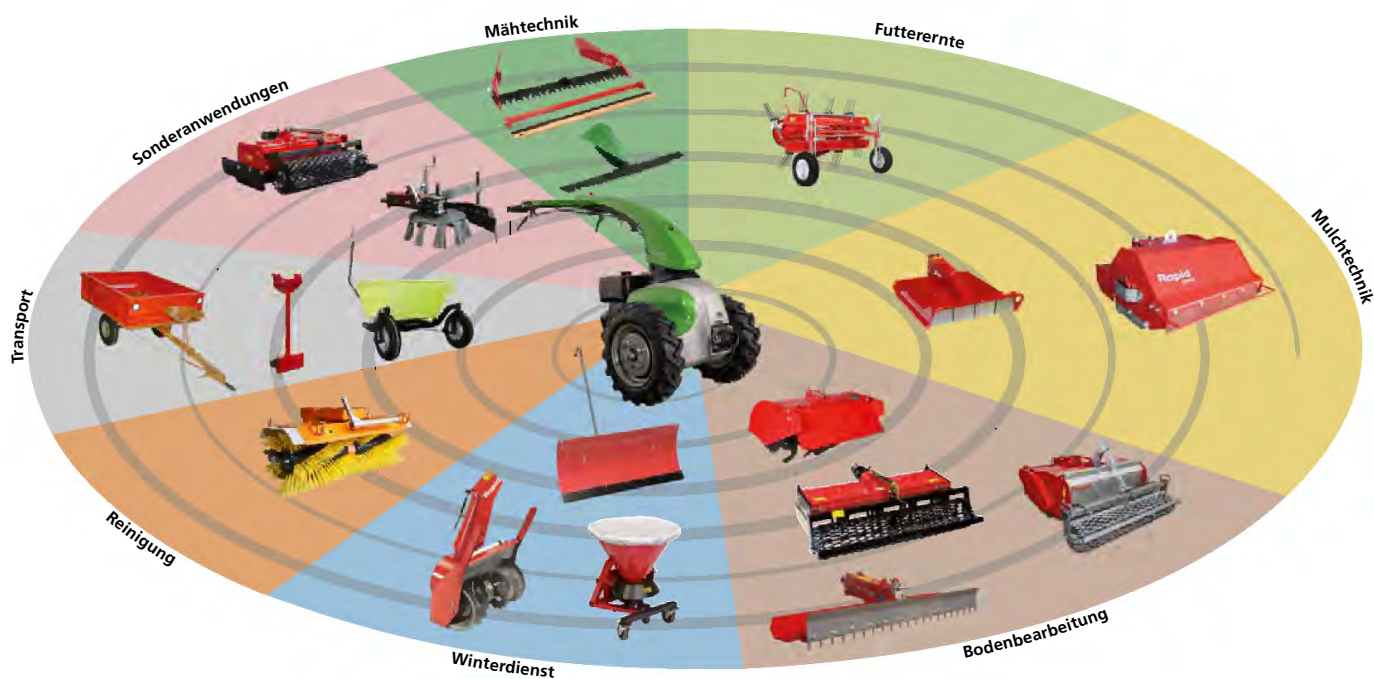 Mähtechnik
Futterernte
Sonderanwendungen
Mulchtechnik
Rapid
Transport
Reinigung
Winterdienst
Bodenbearbeitung